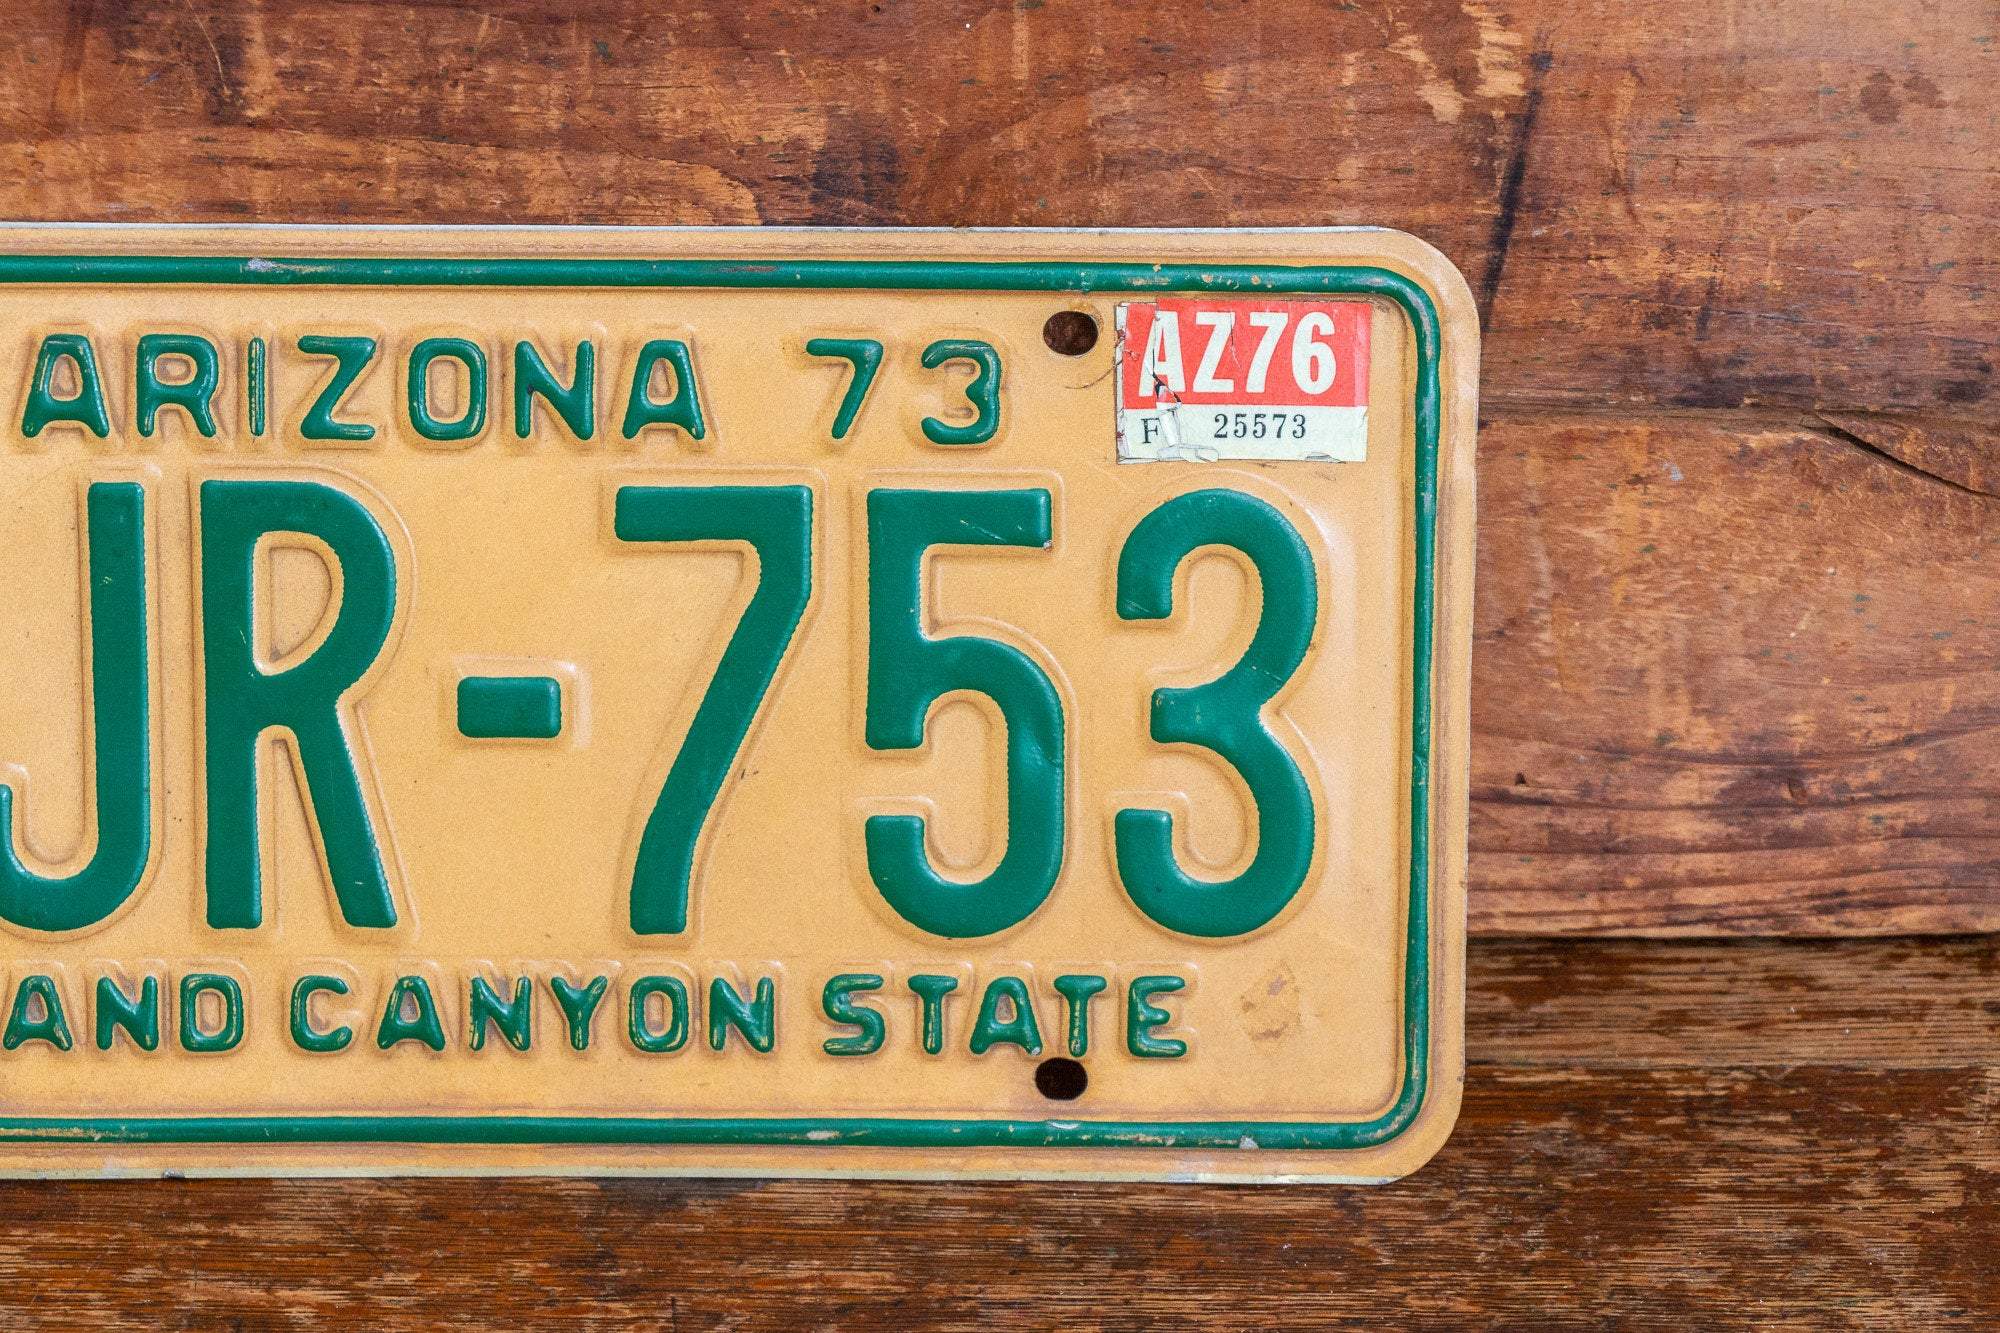 ARIZONA 73
AZ76
F 25573
JR-753
AND CANYON STATE